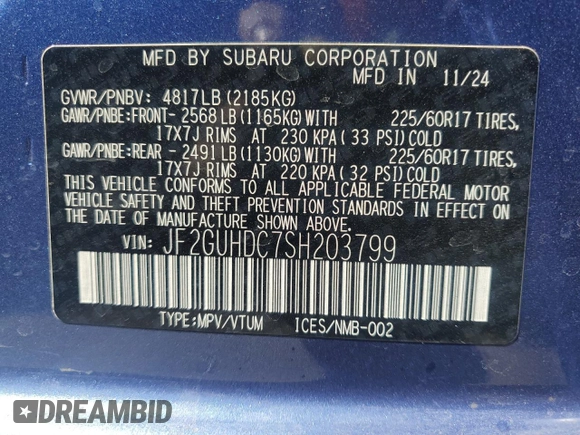 MFD BY SUBARU CORPORATION
MFD IN 11/24
GVWR/PNBV: 4817LB (2185KG)
GAWR/PNBE:FRONT- 2568 LB (1165KG) WITH 225/60R17 TIRES,
17X7J RIMS AT 230 KPA( 33 PSI) COLD
GAWR/PNBE:REAR - 2491 LB (1130KG) WITH 225/60R17 TIRES,
17X7J RIMS AT 220 KPA( 32 PSI) COLD
THIS VEHICLE CONFORMS TO ALL APPLICABLE FEDERAL MOTOR
VEHICLE SAFETY AND THEFT PREVENTION STANDARDS IN EFFECT ON
THE DATE OF MANUFACTURE SHOWN ABOVE.
VIN: JF2GUHDC7SH203799
TYPE:MPV/VTUM ICES/NMB-002
DREAMBID